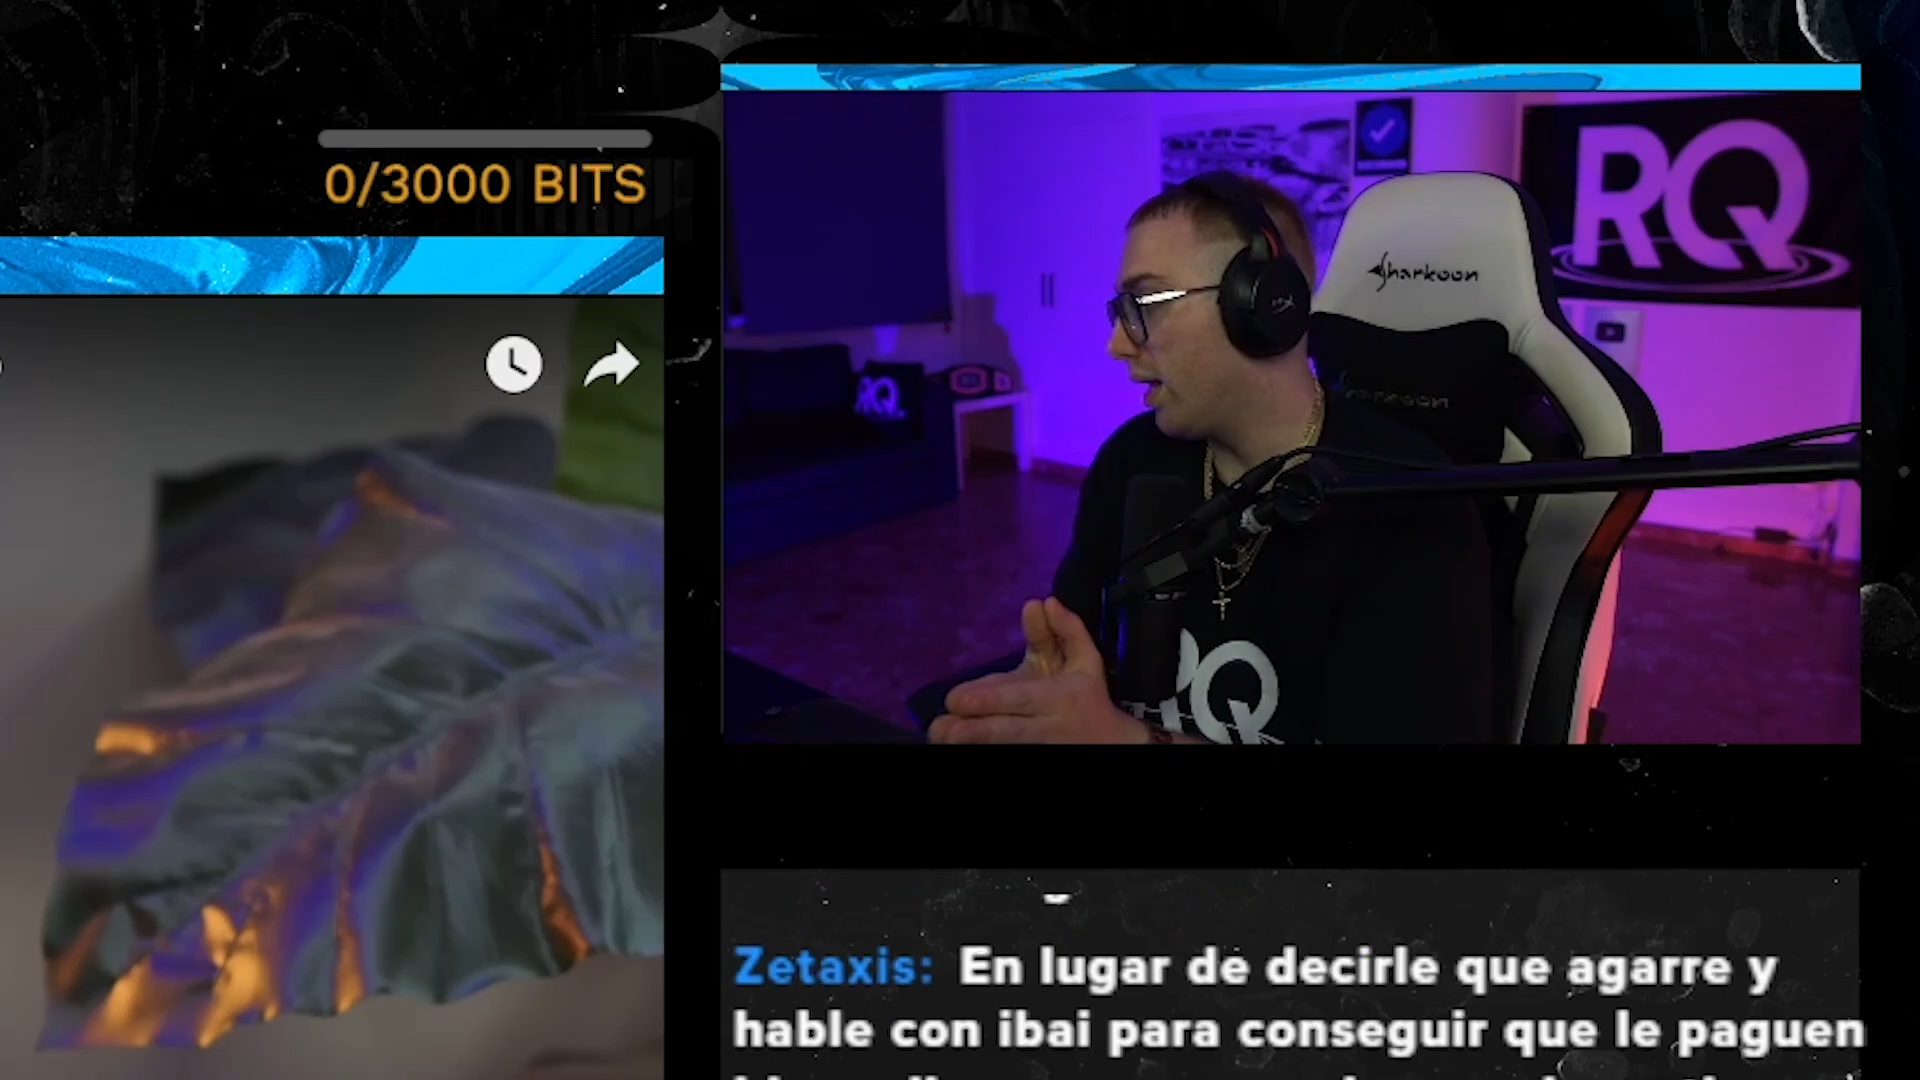 0/3000 BITS
RQ
Sharkoon
RQ
RQ
Zetaxis: En lugar de decirle que agarre y
hable con ibai para conseguir que le paguen